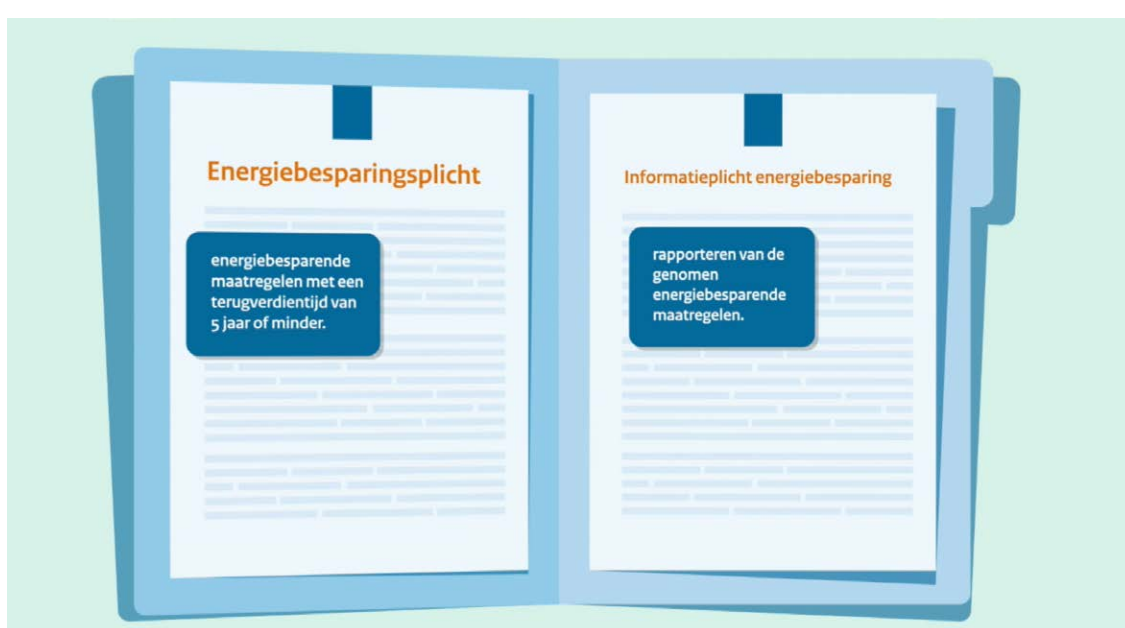 Energiebesparingsplicht
energiebesparende
maatregelen met een
terugverdientijd van
5 jaar of minder.
Informatieplicht energiebesparing
rapporteren van de
genomen
energiebesparende
maatregelen.